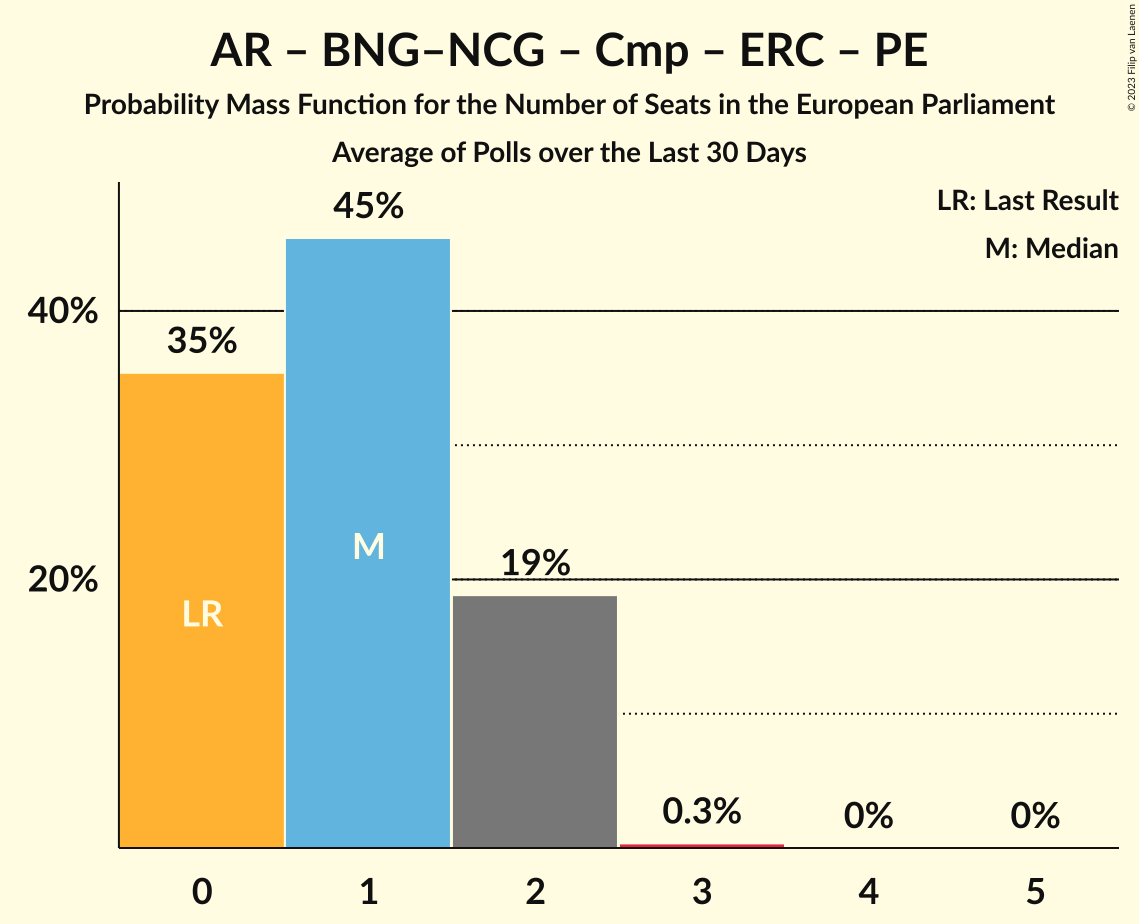 AR – BNG–NCG – Cmp – ERC – PE
Probability Mass Function for the Number of Seats in the European Parliament
Average of Polls over the Last 30 Days
© 2023 Filip van Laenen
LR: Last Result
M: Median
45%
40%
35%
M
20%
19%
LR
0.3%
0%
0%
0
1
2
3
4
5